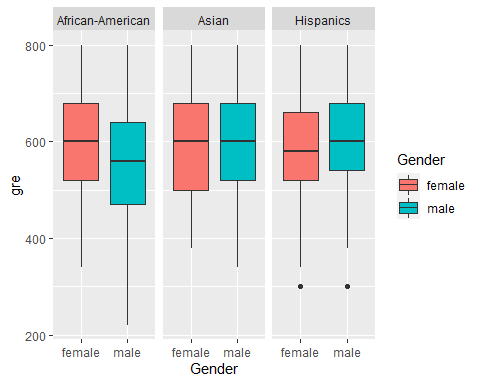 African-American Asian Hispanics
800
600
400
200
gre
female male female male female male
Gender
Gender
female
male